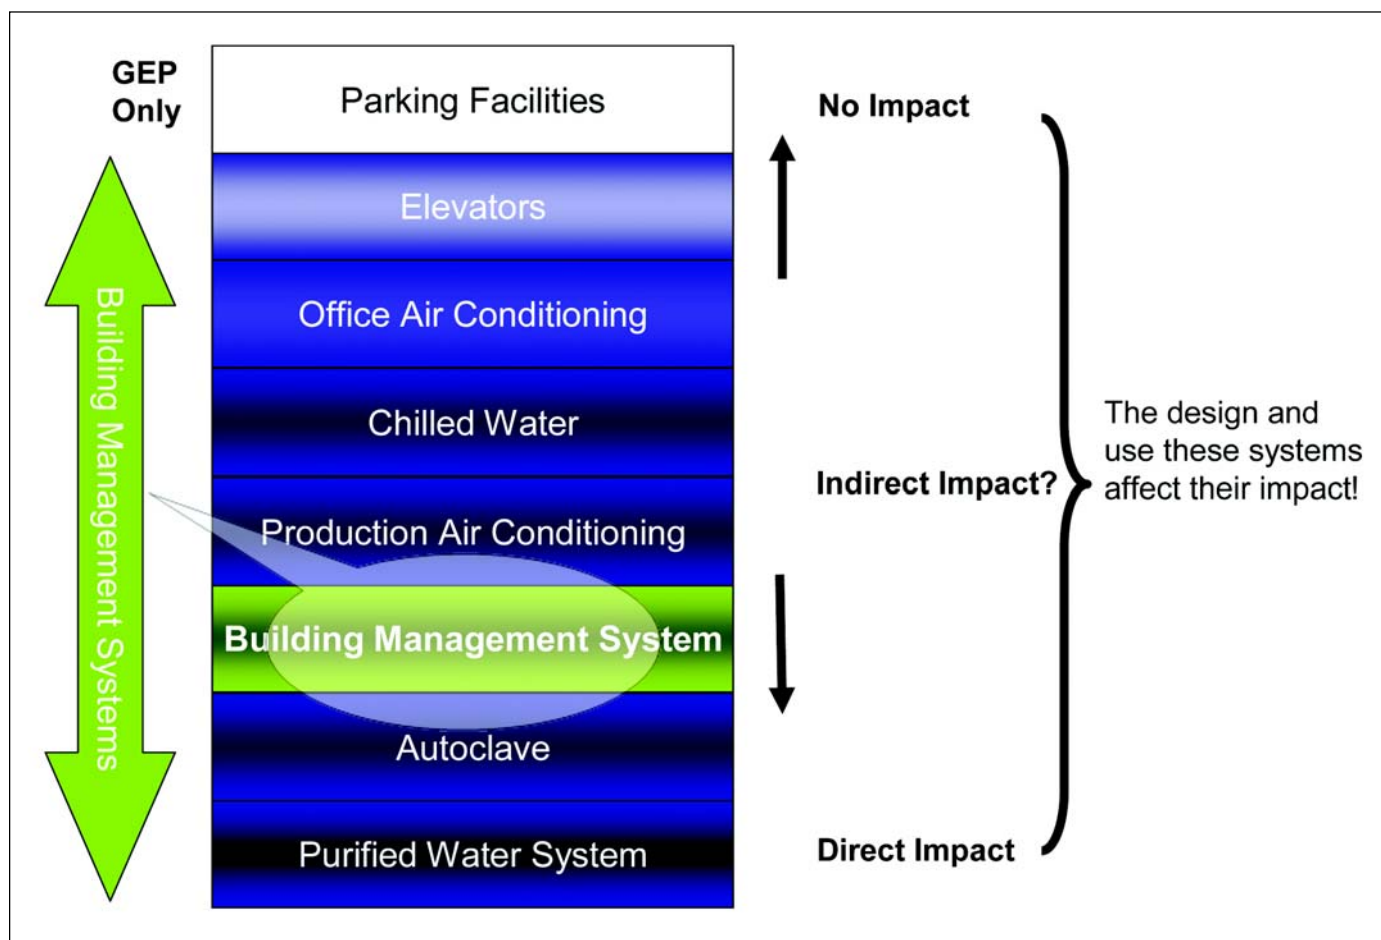 GEP
Only
Parking Facilities
No Impact
Elevators
Office Air Conditioning
Building Management Systems
Chilled Water
The design and
use these systems
affect their impact!
Indirect Impact?
Production Air Conditioning
Building Management System
Autoclave
Purified Water System
Direct Impact